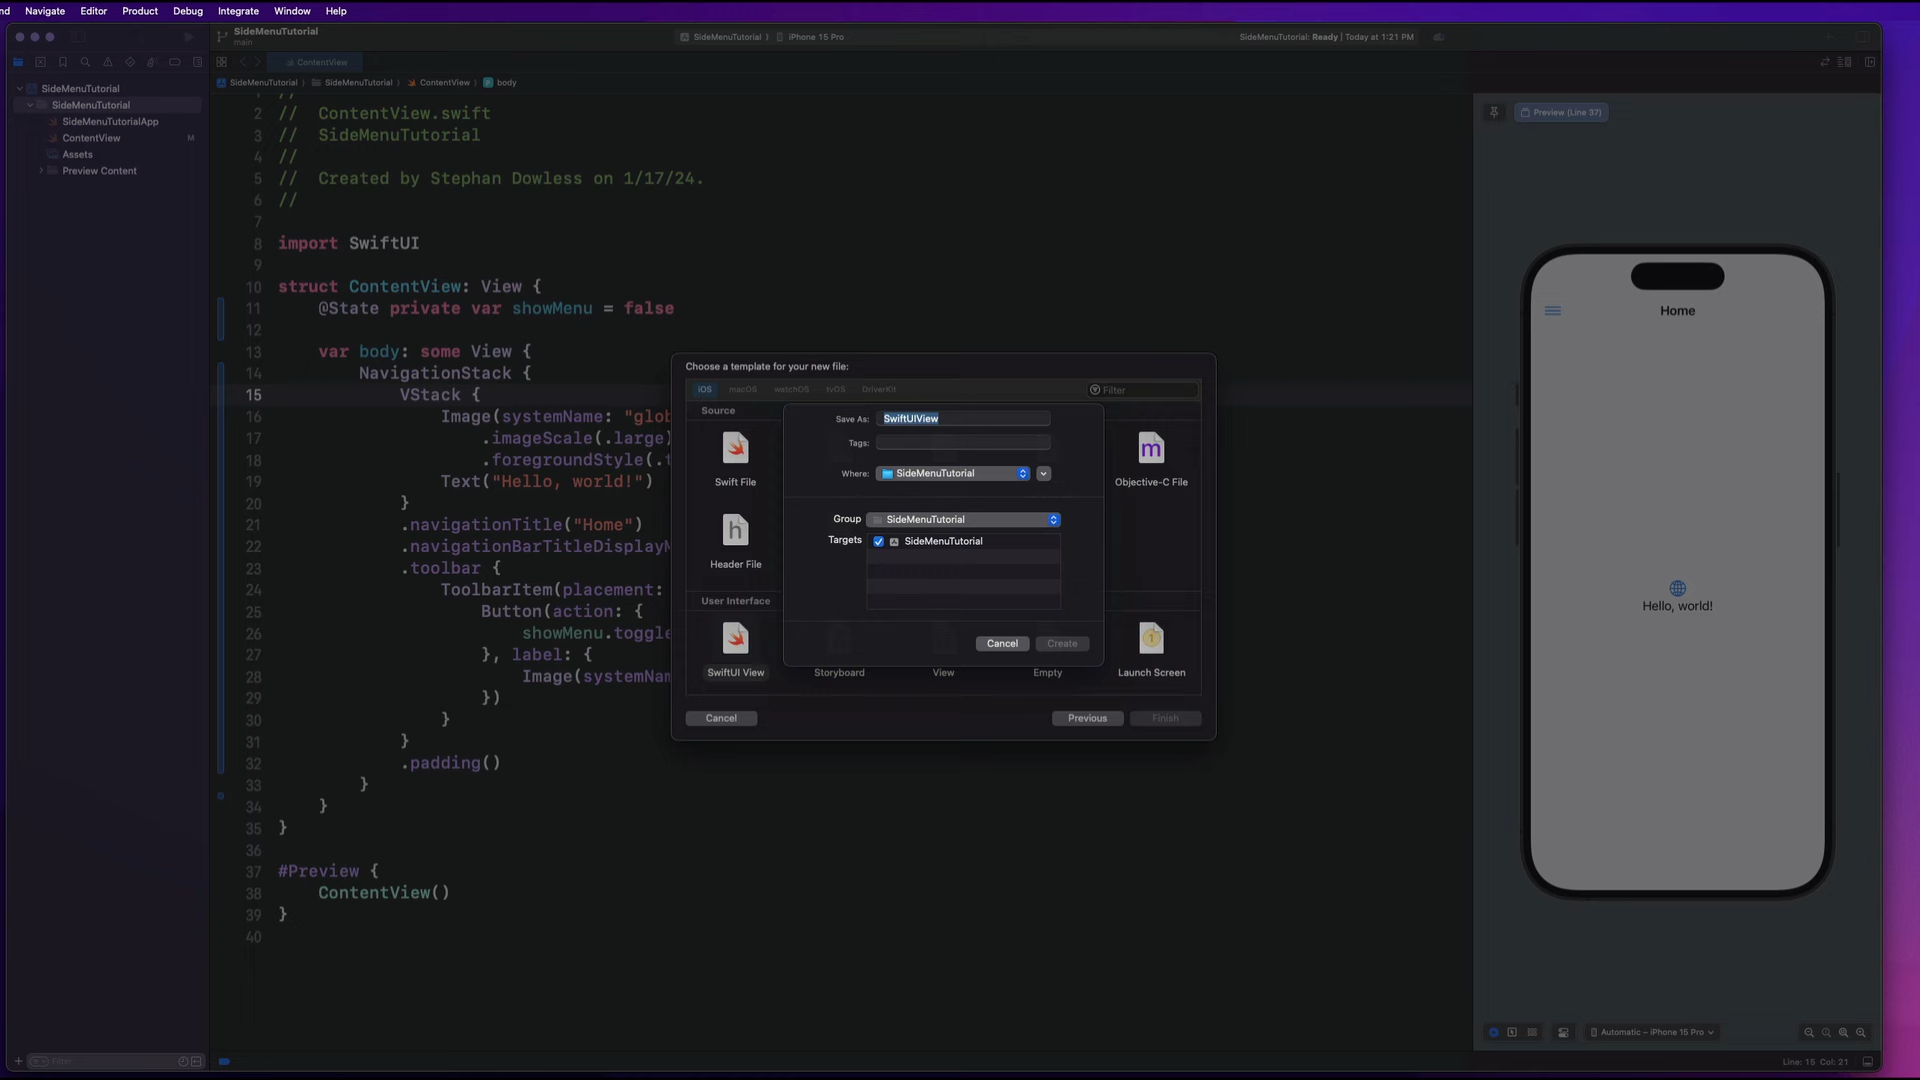 Navigate Editor Product Debug Integrate Window Help
SideMenuTutorial
main
SideMenuTutorial
iPhone 15 Pro
SideMenuTutorial: Ready | Today at 1:21 PM
ContentView
SideMenuTutorial
SideMenuTutorial
ContentView
body
SideMenuTutorial
SideMenuTutorial
SideMenuTutorialApp
ContentView M
Assets
Preview Content
Filter
2 // ContentView.swift
3 // SideMenuTutorial
4 //
5 // Created by Stephan Dowless on 1/17/24.
6 //
7
8 import SwiftUI
9
10 struct ContentView: View {
11 @State private var showMenu = false
12
13 var body: some View {
14 NavigationStack {
15 VStack {
16 Image(systemName: "glob
17 .imageScale(.large)
18 .foregroundStyle(.t
19 Text("Hello, world!")
20 }
21 .navigationTitle("Home")
22 .navigationBarTitleDisplayM
23 .toolbar {
24 ToolbarItem(placement:
25 Button(action: {
26 showMenu.toggle
27 }, label: {
28 Image(systemNam
29 })
30 }
31 }
32 .padding()
33 }
34 }
35 }
36
37 #Preview {
38 ContentView()
39 }
40
Choose a template for your new file:
iOS macOS watchOS tvOS DriverKit
Filter
Source
Swift File
Objective-C File
Header File
User Interface
SwiftUI View
Storyboard
View
Empty
Launch Screen
Cancel
Previous
Finish
Save As: SwiftUIView
Tags:
Where: SideMenuTutorial
Group SideMenuTutorial
Targets SideMenuTutorial
Cancel
Create
Preview (Line 37)
Home
Hello, world!
Automatic – iPhone 15 Pro
Line: 15 Col: 21